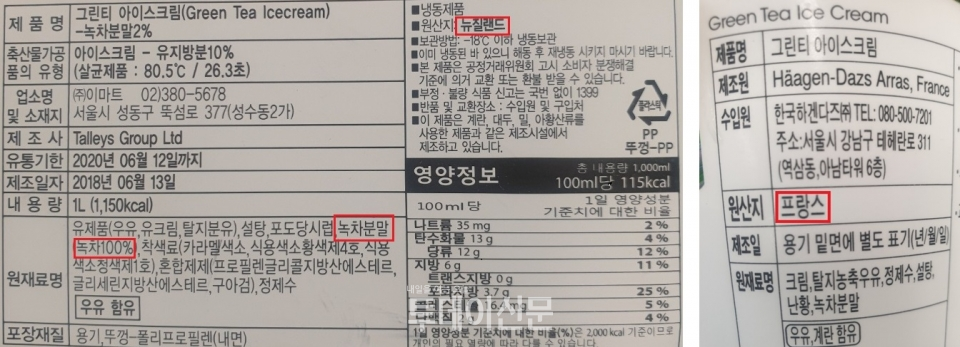 제 품 명
그린티 아이스크림(Green Tea Icecream)
-녹차분말2%
축산물가공
품의 유형
아이스크림 - 유지방분10%
(살균제품 : 80.5℃ / 26.3초)
업소명
및 소재지
㈜이마트 02)380-5678
서울시 성동구 뚝섬로 377(성수동2가)
제 조 사
Talleys Group Ltd
유통기한
2020년 06월 12일까지
제조일자
2018년 06월 13일
내 용 량
1L (1,150kcal)
원재료명
유제품(우유,유크림,탈지분유),설탕,포도당시럽,녹차분말
(녹차100%), 착색료(카라멜색소, 식용색소황색제4호, 식용
색소청색제1호),혼합제제(프로필렌글리콜지방산에스테르,
글리세린지방산에스테르,구아검),정제수
우유 함유
포장재질
용기,뚜껑-폴리프로필렌(내면)
■냉동제품
■원산지: 뉴질랜드
■보관방법: -18℃ 이하 냉동보관
■이미 냉동된 바 있으니 해동 후 재냉동 시키지 마시기 바랍니다.
■본 제품은 공정거래위원회 고시 소비자 분쟁해결
기준에 의거 교환 또는 환불 받을 수 있습니다.
■부정·불량 식품 신고는 국번 없이 1399
■반품 및 교환장소 : 수입원 및 구입처
■이 제품은 계란, 대두, 밀, 아황산류를
사용한 제품과 같은 제조시설에서
제조하고 있습니다.
플라스틱
PP
뚜껑-PP
영양정보
총 내용량 1,000ml
100ml당 115kcal
100ml당
1일 영양성분
기준치에 대한 비율
나트륨 35 mg 2%
탄수화물 13 g 4%
당류 12 g 12%
지방 6 g 11%
트랜스지방 0 g
포화지방 3.7 g 25%
콜레스테롤 16.4mg 5%
단백질 4%
1일 영양성분 기준치에 대한 비율(%)은 2,000 kcal 기준이므로
개인의 필요 열량에 따라 다를 수 있습니다.
투데이신문
Green Tea Ice Cream
제품명
그린티 아이스크림
제조원
Häagen-Dazs Arras, France
수입원
한국하겐다즈㈜ TEL: 080-500-7201
주소:서울시 강남구 테헤란로 311
(역삼동,아남타워 6층)
원산지
프랑스
제조일
용기 밑면에 별도 표기(년/월/일)
원재료명
크림,탈지농축우유,정제수,설탕,
난황,녹차분말
우유,계란 함유